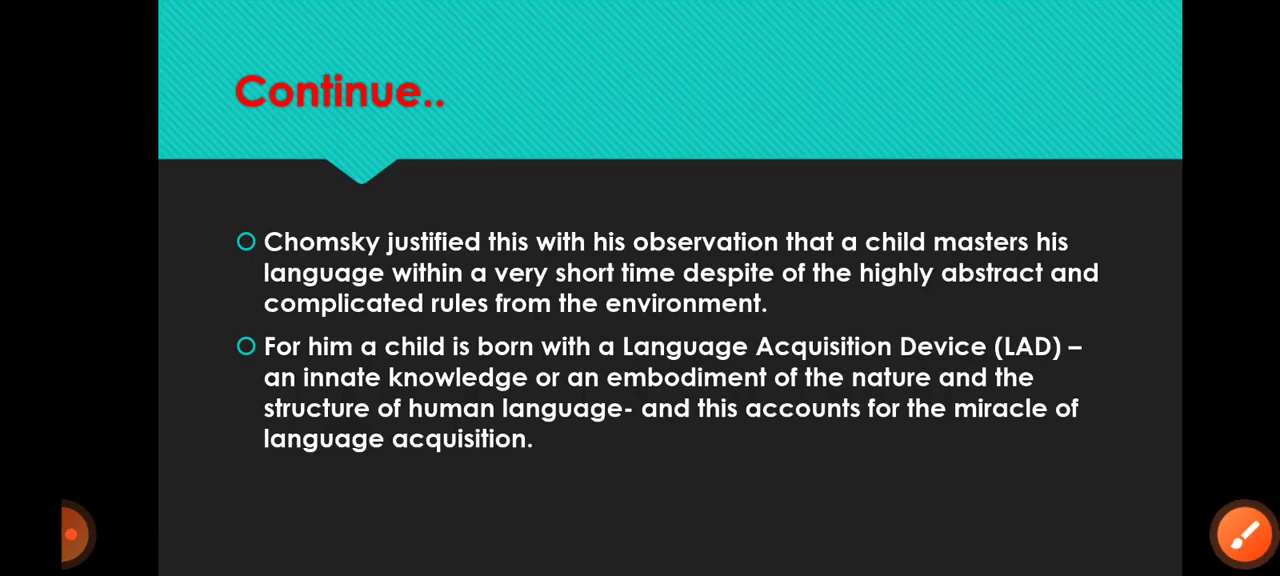 Continue..
Chomsky justified this with his observation that a child masters his
language within a very short time despite of the highly abstract and
complicated rules from the environment.
For him a child is born with a Language Acquisition Device (LAD) –
an innate knowledge or an embodiment of the nature and the
structure of human language- and this accounts for the miracle of
language acquisition.